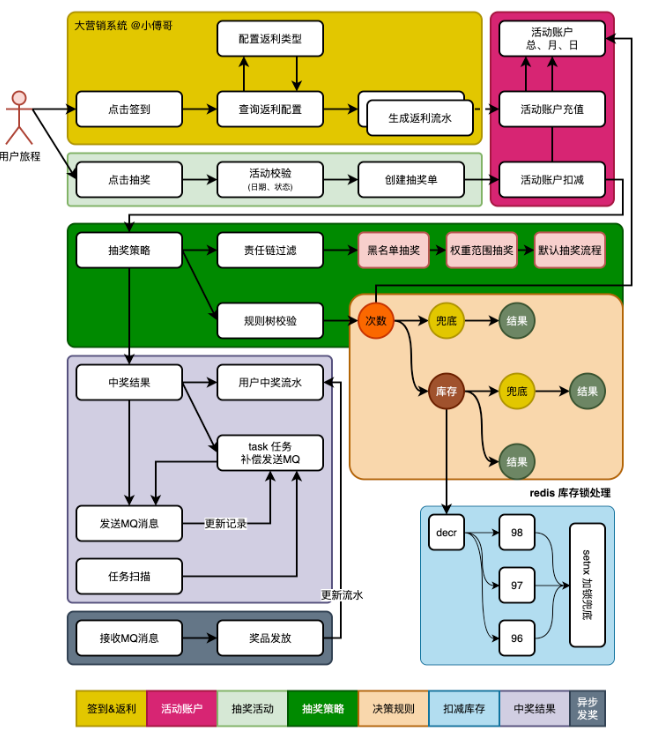 大营销系统 @小傅哥
配置返利类型
活动账户
总、月、日
点击签到
查询返利配置
生成返利流水
活动账户充值
用户旅程
点击抽奖
活动校验
(日期、状态)
创建抽奖单
活动账户扣减
抽奖策略
责任链过滤
黑名单抽奖
权重范围抽奖
默认抽奖流程
规则树校验
次数
兜底
结果
中奖结果
用户中奖流水
库存
兜底
结果
task 任务
补偿发送MQ
结果
redis 库存锁处理
发送MQ消息
更新记录
decr
98
任务扫描
97
setnx 加锁兜底
更新流水
接收MQ消息
奖品发放
96
签到&返利
活动账户
抽奖活动
抽奖策略
决策规则
扣减库存
中奖结果
异步
发奖